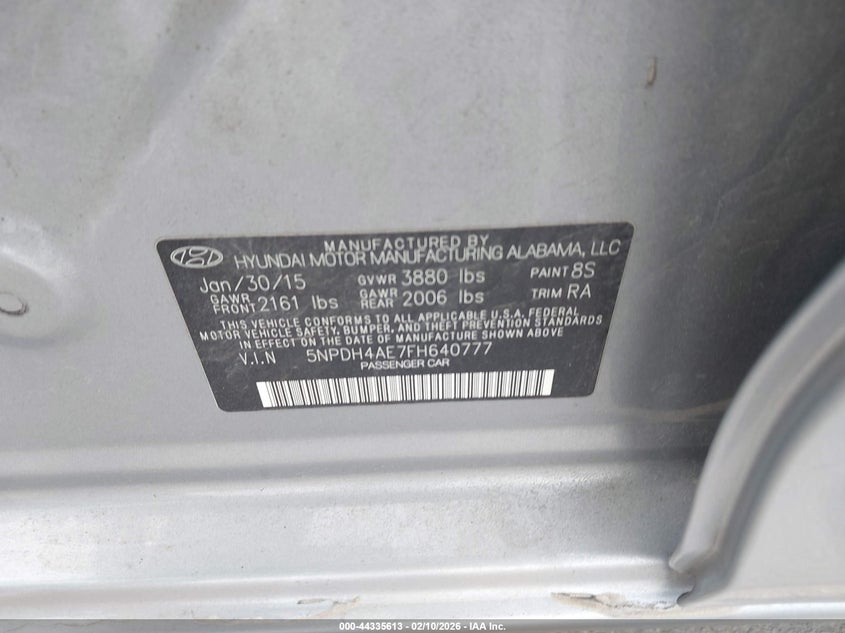 MANUFACTURED BY
HYUNDAI MOTOR MANUFACTURING ALABAMA, LLC
Jan/30/15 GVWR 3880 lbs PAINT 8S
GAWR FRONT 2161 lbs GAWR REAR 2006 lbs TRIM RA
THIS VEHICLE CONFORMS TO ALL APPLICABLE U.S. FEDERAL
MOTOR VEHICLE SAFETY, BUMPER, AND THEFT PREVENTION STANDARDS
IN EFFECT ON THE DATE OF MANUFACTURE SHOWN ABOVE
V.I.N 5NPDH4AE7FH640777
PASSENGER CAR
000-44335613 - 02/10/2026 - IAA Inc.